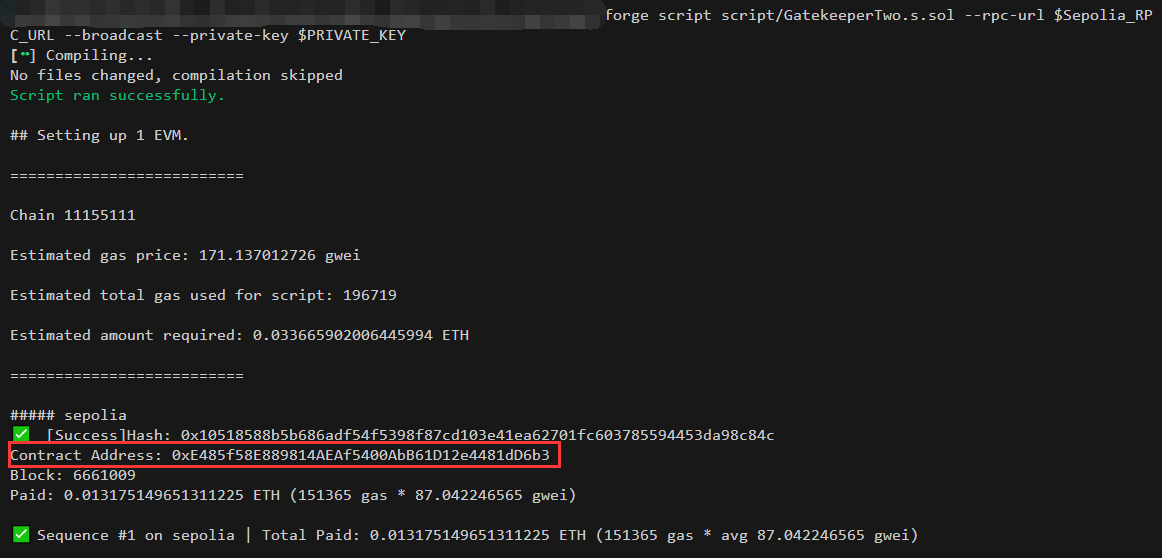 forge script script/GatekeeperTwo.s.sol --rpc-url $Sepolia_RP
C_URL --broadcast --private-key $PRIVATE_KEY
[⠒] Compiling...
No files changed, compilation skipped
Script ran successfully.
## Setting up 1 EVM.
==========================
Chain 11155111
Estimated gas price: 171.137012726 gwei
Estimated total gas used for script: 196719
Estimated amount required: 0.033665902006445994 ETH
==========================
##### sepolia
✅ [Success]Hash: 0x10518588b5b686adf54f5398f87cd103e41ea62701fc603785594453da98c84c
Contract Address: 0xE485f58E889814AEAf5400AbB61D12e4481dD6b3
Block: 6661009
Paid: 0.013175149651311225 ETH (151365 gas * 87.042246565 gwei)
✅ Sequence #1 on sepolia | Total Paid: 0.013175149651311225 ETH (151365 gas * avg 87.042246565 gwei)